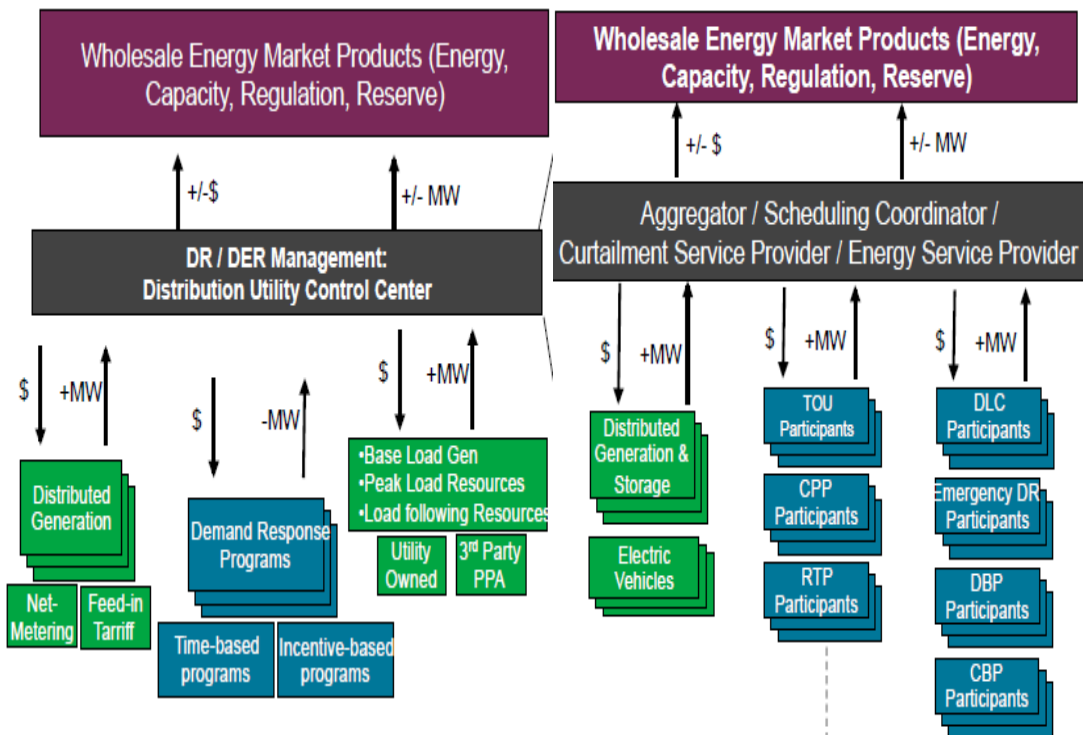 Wholesale Energy Market Products (Energy,
Capacity, Regulation, Reserve)
+/-$
+/- MW
DR / DER Management:
Distribution Utility Control Center
$
+MW
$
-MW
$
+MW
Distributed
Generation
Net-
Metering
Feed-in
Tarriff
Demand Response
Programs
Time-based
programs
Incentive-based
programs
•Base Load Gen
•Peak Load Resources
•Load following Resources
Utility
Owned
3rd Party
PPA
Wholesale Energy Market Products (Energy,
Capacity, Regulation, Reserve)
+/- $
+/- MW
Aggregator / Scheduling Coordinator /
Curtailment Service Provider / Energy Service Provider
$
+MW
$
+MW
$
+MW
Distributed
Generation &
Storage
Electric
Vehicles
TOU
Participants
CPP
Participants
RTP
Participants
DLC
Participants
Emergency DR
Participants
DBP
Participants
CBP
Participants